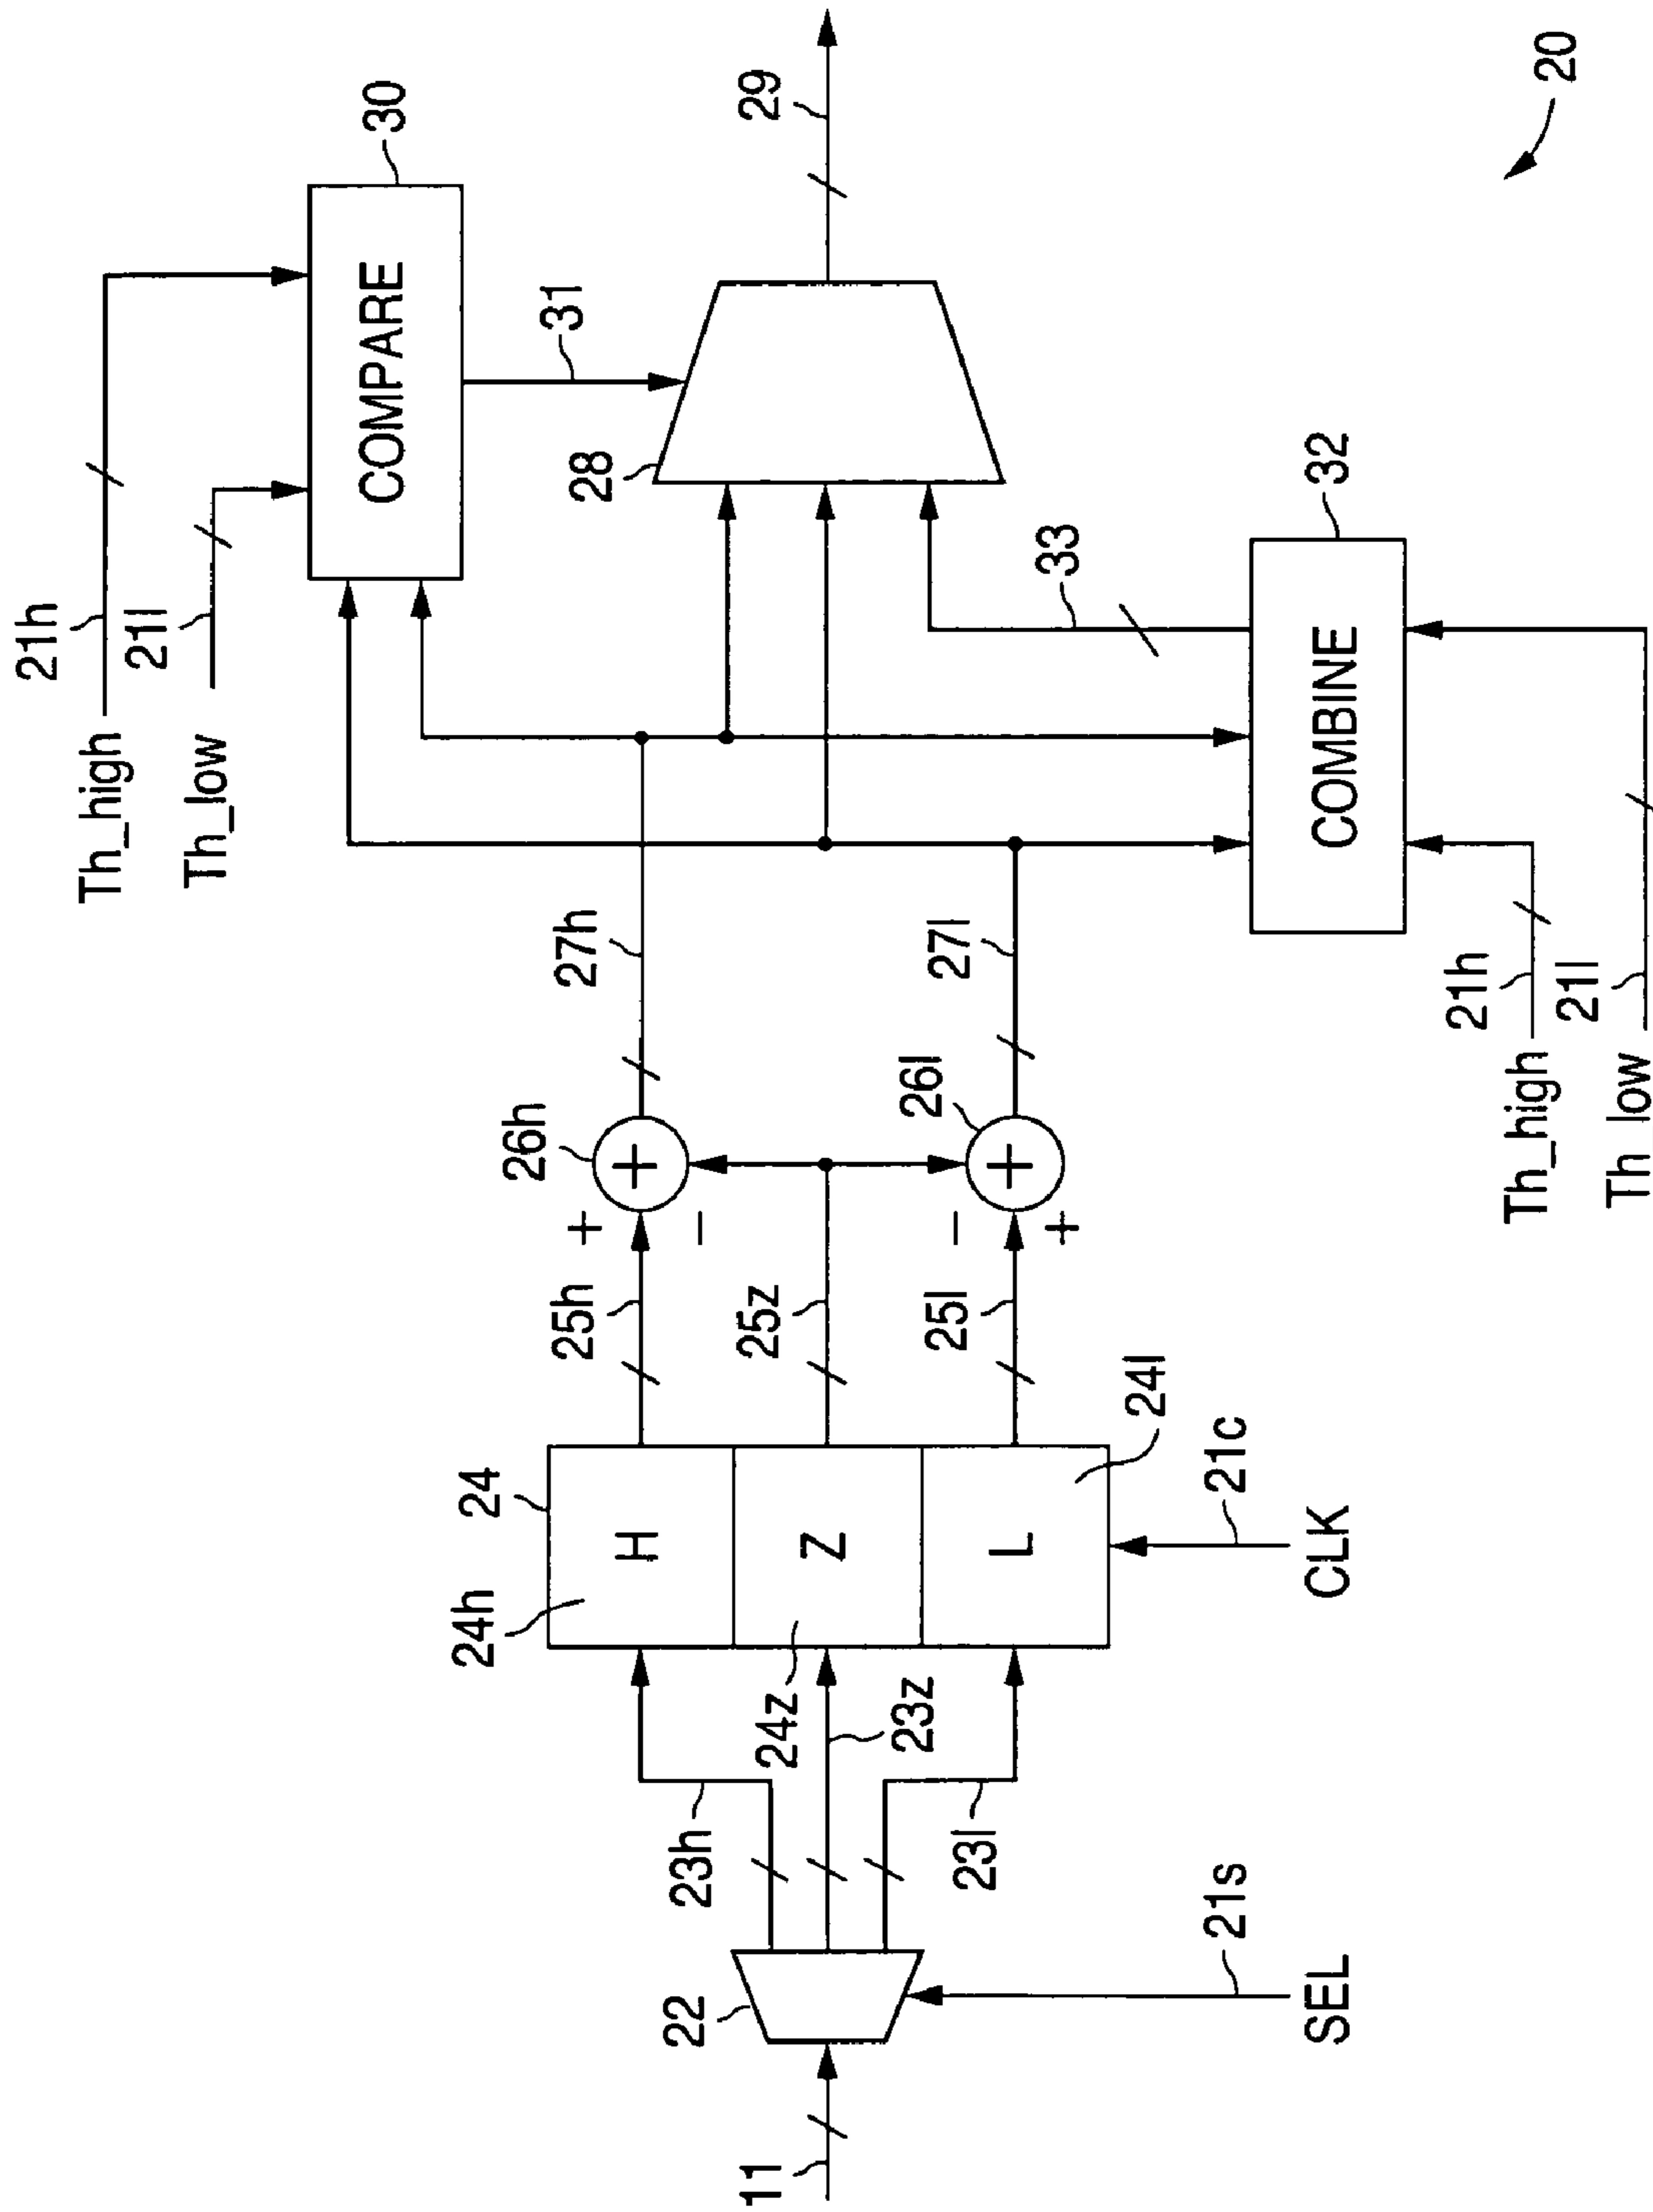 21h
Th_high
21l
Th_low
30
COMPARE
31
29
28
20
11
22
23h
23z
23l
SEL
21s
24
24h
H
24z
Z
L
24l
CLK
21c
25h
25z
25l
+
−
−
+
26h
+
26l
+
27h
27l
33
32
COMBINE
21h
Th_high
21l
Th_low